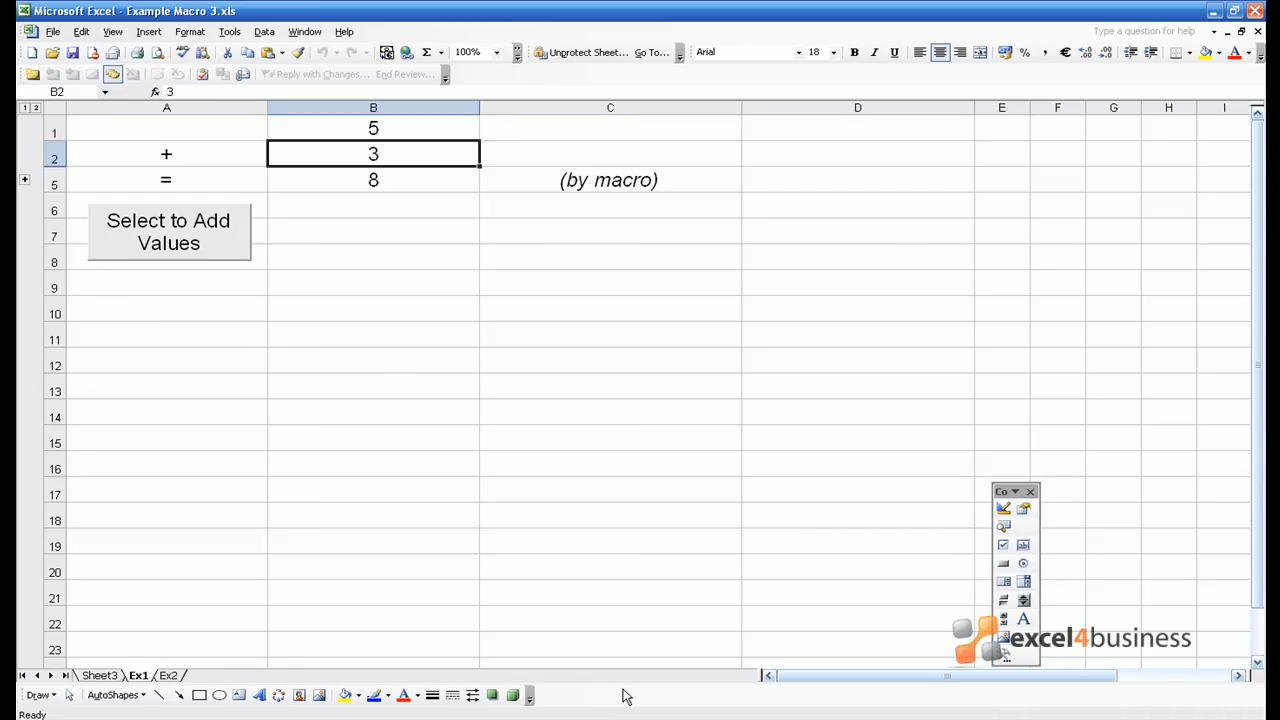 Microsoft Excel - Example Macro 3.xls
File Edit View Insert Format Tools Data Window Help
Type a question for help
100% Unprotect Sheet... Go To... Arial 18 B I U
Reply with Changes... End Review...
B2 fx 3
1 2 A B C D E F G H I
1 5
2 + 3
5 = 8 (by macro)
6
Select to Add
Values
7
8
9
10
11
12
13
14
15
16
17
18
19
20
21
22
23
Co
excel4business
Sheet3 Ex1 Ex2
Draw AutoShapes
Ready